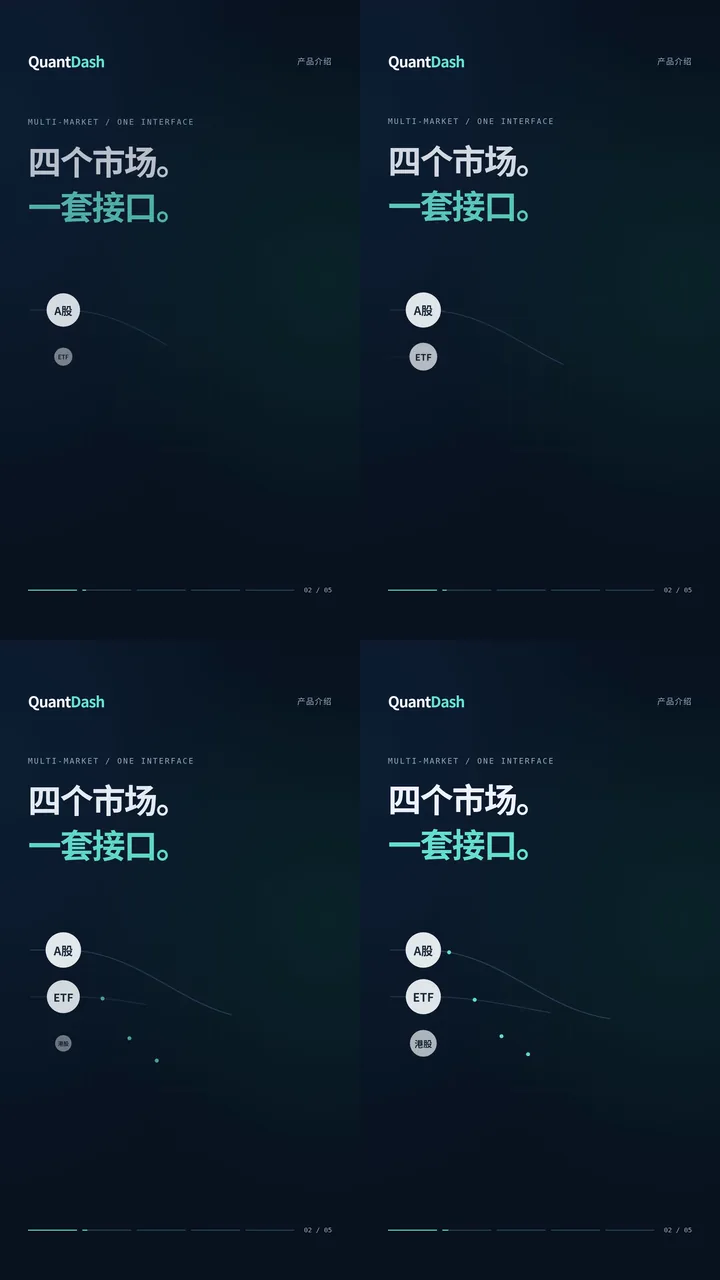 QuantDash
产品介绍
MULTI-MARKET / ONE INTERFACE
四个市场。
一套接口。
A股
ETF
02 / 05
QuantDash
产品介绍
MULTI-MARKET / ONE INTERFACE
四个市场。
一套接口。
A股
ETF
02 / 05
QuantDash
产品介绍
MULTI-MARKET / ONE INTERFACE
四个市场。
一套接口。
A股
ETF
港股
02 / 05
QuantDash
产品介绍
MULTI-MARKET / ONE INTERFACE
四个市场。
一套接口。
A股
ETF
港股
02 / 05